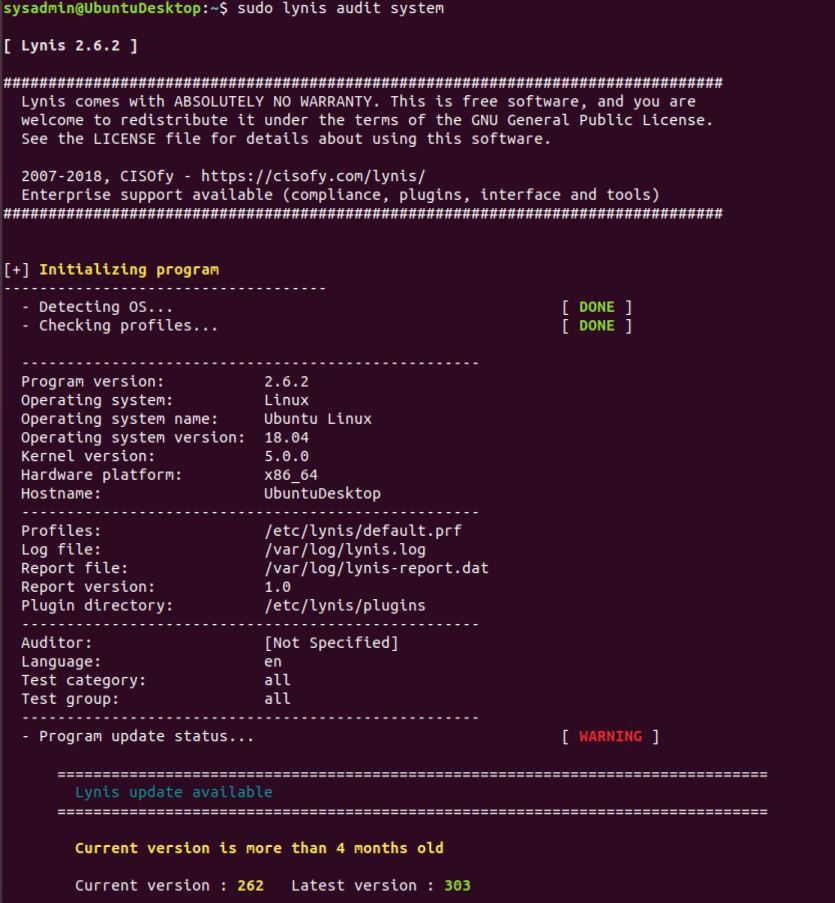 sysadmin@UbuntuDesktop:~$ sudo lynis audit system
[ Lynis 2.6.2 ]
################################################################################
Lynis comes with ABSOLUTELY NO WARRANTY. This is free software, and you are
welcome to redistribute it under the terms of the GNU General Public License.
See the LICENSE file for details about using this software.
2007-2018, CISOfy - https://cisofy.com/lynis/
Enterprise support available (compliance, plugins, interface and tools)
################################################################################
[+] Initializing program
------------------------------------
- Detecting OS... [ DONE ]
- Checking profiles... [ DONE ]
---------------------------------------------------
Program version: 2.6.2
Operating system: Linux
Operating system name: Ubuntu Linux
Operating system version: 18.04
Kernel version: 5.0.0
Hardware platform: x86_64
Hostname: UbuntuDesktop
---------------------------------------------------
Profiles: /etc/lynis/default.prf
Log file: /var/log/lynis.log
Report file: /var/log/lynis-report.dat
Report version: 1.0
Plugin directory: /etc/lynis/plugins
---------------------------------------------------
Auditor: [Not Specified]
Language: en
Test category: all
Test group: all
---------------------------------------------------
- Program update status... [ WARNING ]
===============================================================================
Lynis update available
===============================================================================
Current version is more than 4 months old
Current version : 262 Latest version : 303